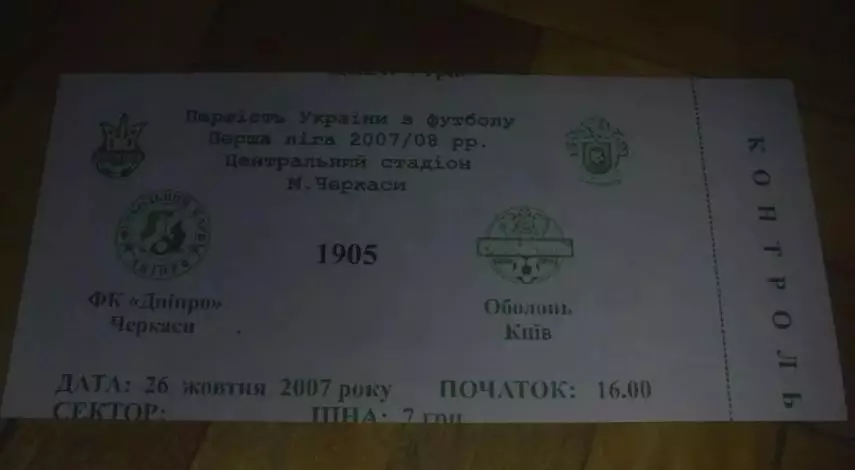 Першість України з футболу
Перша ліга 2007/08 рр.
Центральний стадіон
М.Черкаси
1905
ФК «Дніпро»
Черкаси
Оболонь
Київ
ДАТА: 26 жовтня 2007 року ПОЧАТОК: 16.00
СЕКТОР: ЦІНА: 7 грн
КОНТРОЛЬ